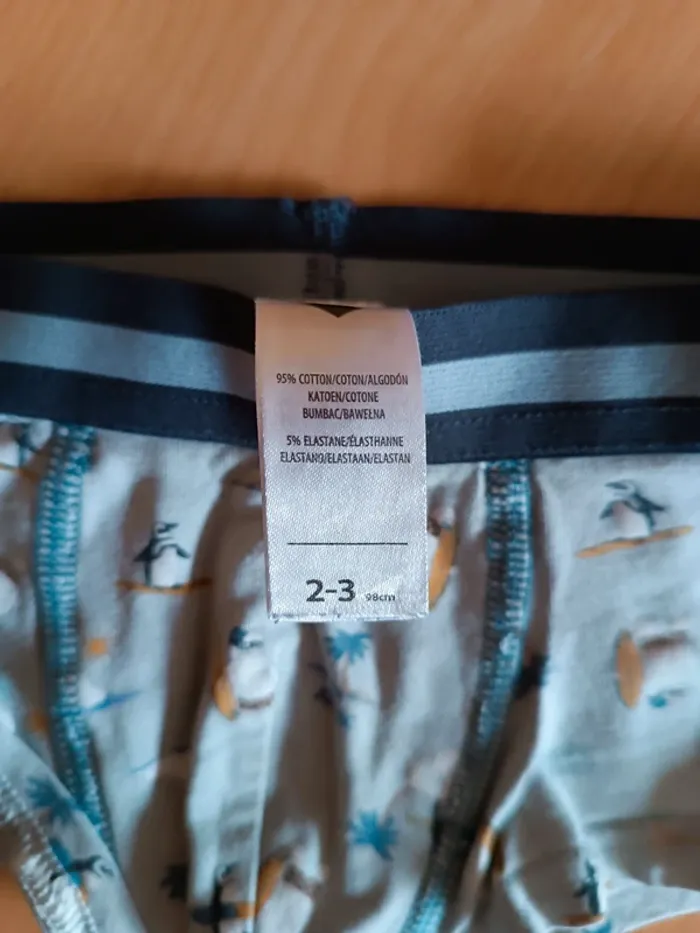 95% COTTON/COTON/ALGODÓN
KATOEN/COTONE
BUMBAC/BAWEŁNA
5% ELASTANE/ÉLASTHANNE
ELASTANO/ELASTAAN/ELASTAN
2-3 98cm